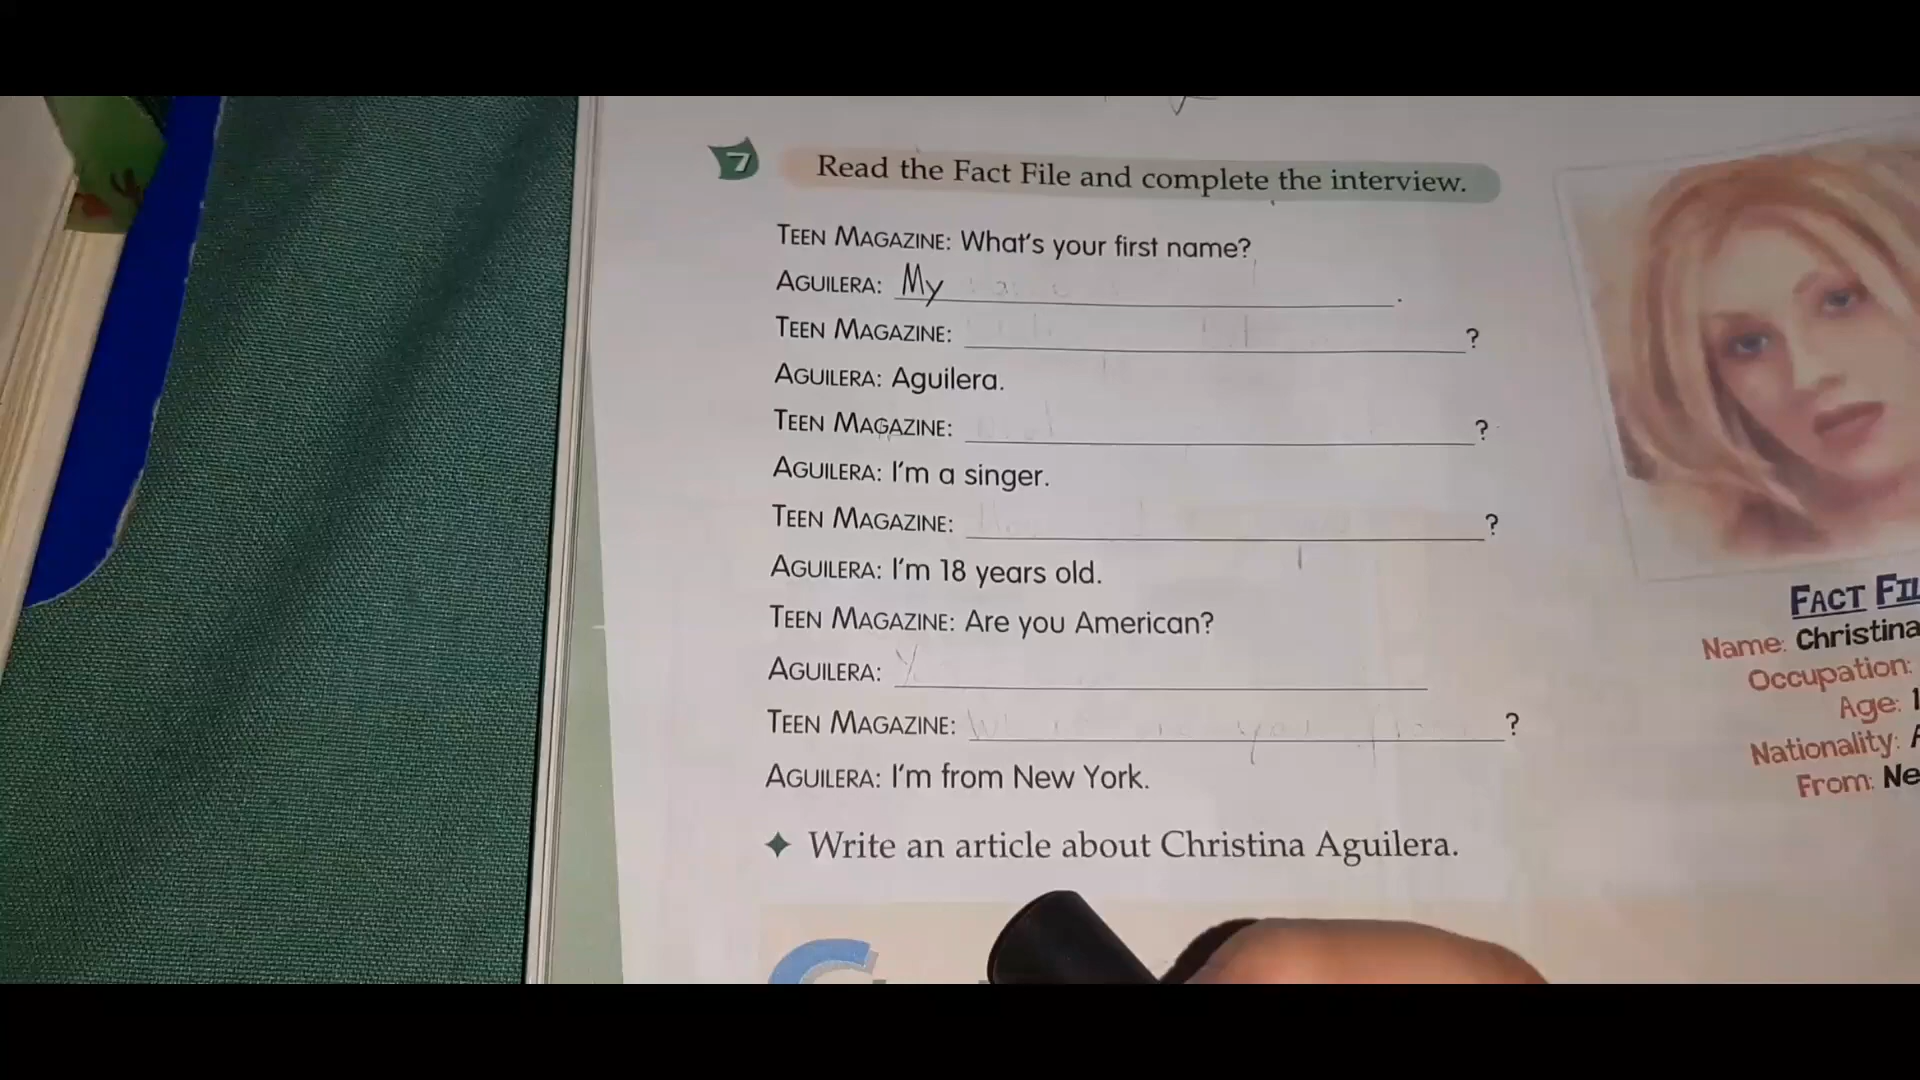 7 Read the Fact File and complete the interview.
TEEN MAGAZINE: What's your first name?
AGUILERA: My .
TEEN MAGAZINE: ?
AGUILERA: Aguilera.
TEEN MAGAZINE: ?
AGUILERA: I'm a singer.
TEEN MAGAZINE: ?
AGUILERA: I'm 18 years old.
TEEN MAGAZINE: Are you American?
AGUILERA: Y
TEEN MAGAZINE: ?
AGUILERA: I'm from New York.
✦ Write an article about Christina Aguilera.
FACT
Name: Christina
Occupation:
Age:
Nationality:
From: